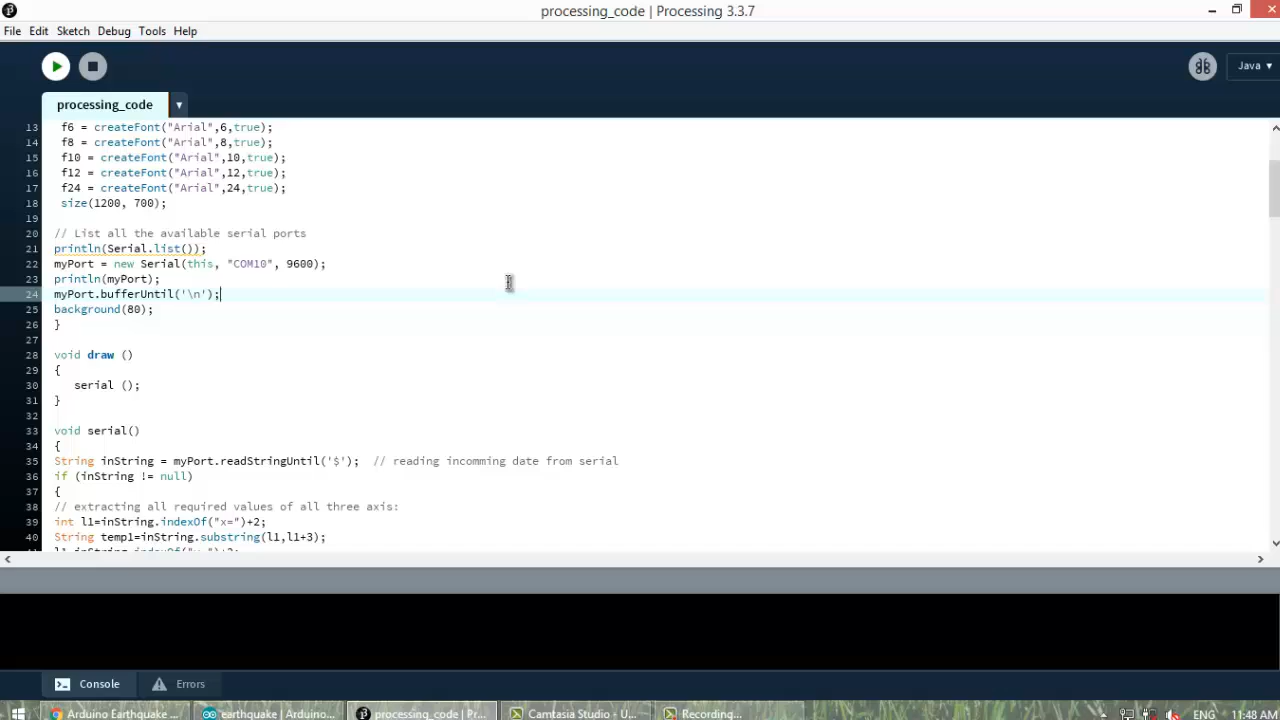 processing_code | Processing 3.3.7
File Edit Sketch Debug Tools Help
Java ▾
processing_code ▾
13 f6 = createFont("Arial",6,true);
14 f8 = createFont("Arial",8,true);
15 f10 = createFont("Arial",10,true);
16 f12 = createFont("Arial",12,true);
17 f24 = createFont("Arial",24,true);
18 size(1200, 700);
19
20 // List all the available serial ports
21 println(Serial.list());
22 myPort = new Serial(this, "COM10", 9600);
23 println(myPort);
24 myPort.bufferUntil('\n');
25 background(80);
26 }
27
28 void draw ()
29 {
30 serial ();
31 }
32
33 void serial()
34 {
35 String inString = myPort.readStringUntil('$'); // reading incomming date from serial
36 if (inString != null)
37 {
38 // extracting all required values of all three axis:
39 int l1=inString.indexOf("x=")+2;
40 String temp1=inString.substring(l1,l1+3);
Console Errors
Arduino Earthquake ... earthquake | Arduino... processing_code | Pr... Camtasia Studio - U... Recording... ENG 11:48 AM